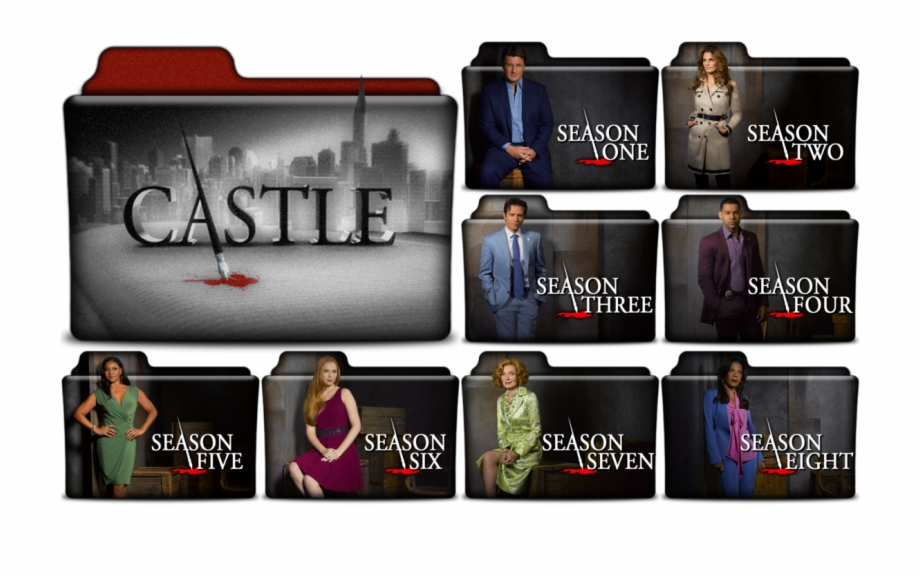 CASTLE
SEASON
ONE
SEASON
TWO
SEASON
THREE
SEASON
FOUR
SEASON
FIVE
SEASON
SIX
SEASON
SEVEN
SEASON
EIGHT